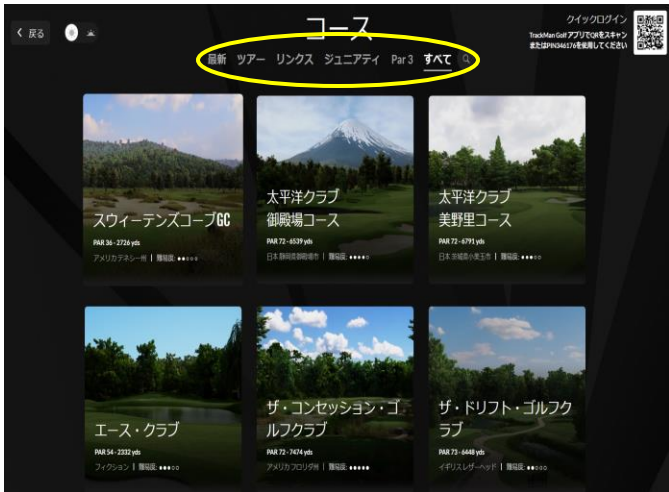 戻る
コース
クイックログイン
TrackMan Golf アプリでQRをスキャン
またはPIN346176を使用してください
最新 ツアー リンクス ジュニアティ Par 3 すべて
スウィーテンズコーブGC
PAR 36 - 2726 yds
アメリカ テネシー州 | 難易度:
太平洋クラブ
御殿場コース
PAR 72 - 6539 yds
日本 静岡県御殿場市 | 難易度:
太平洋クラブ
美野里コース
PAR 72 - 6791 yds
日本 茨城県小美玉市 | 難易度:
エース・クラブ
PAR 54 - 2332 yds
フィクション | 難易度:
ザ・コンセッション・ゴ
ルフクラブ
PAR 72 - 7474 yds
アメリカ フロリダ州 | 難易度:
ザ・ドリフト・ゴルフク
ラブ
PAR 73 - 6448 yds
イギリス レザーヘッド | 難易度: